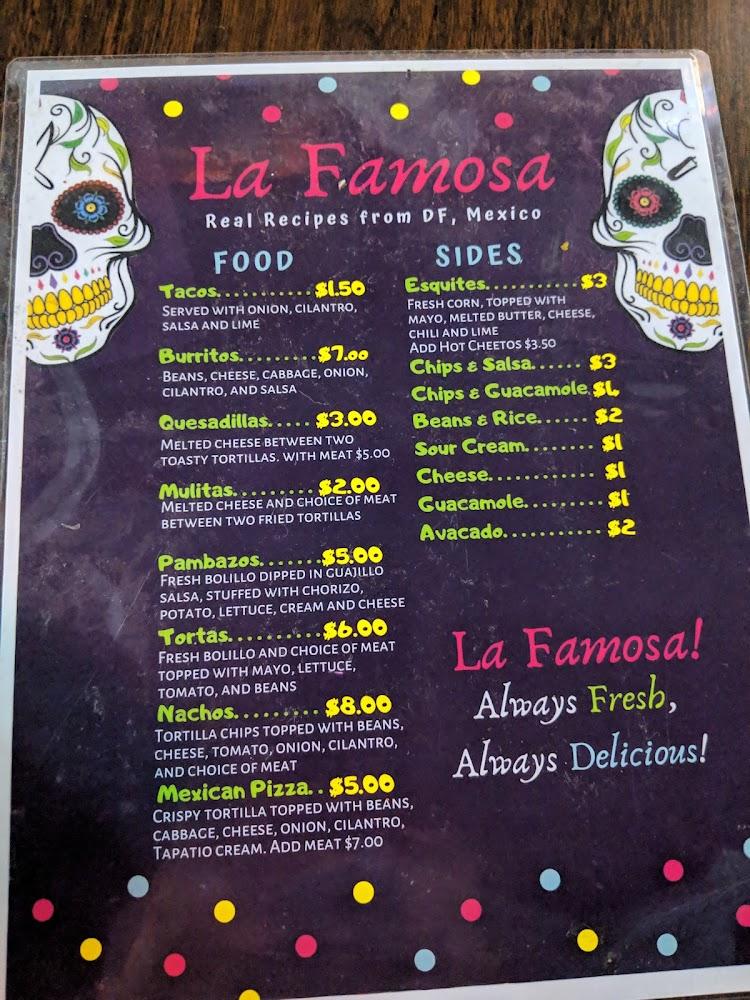 La Famosa
Real Recipes from DF, Mexico
FOOD
Tacos...........$1.50
Served with onion, cilantro,
salsa and lime
Burritos.........$7.00
Beans, cheese, cabbage, onion,
cilantro, and salsa
Quesadillas.....$3.00
Melted cheese between two
toasty tortillas. with meat $5.00
Mulitas.........$2.00
Melted cheese and choice of meat
between two fried tortillas
Pambazos.......$5.00
Fresh bolillo dipped in guajillo
salsa, stuffed with chorizo,
potato, lettuce, cream and cheese
Tortas..........$6.00
Fresh bolillo and choice of meat
topped with mayo, lettuce,
tomato, and beans
Nachos.........$8.00
Tortilla chips topped with beans,
cheese, tomato, onion, cilantro,
and choice of meat
Mexican Pizza..$5.00
Crispy tortilla topped with beans,
cabbage, cheese, onion, cilantro,
Tapatio cream. Add meat $7.00
SIDES
Esquites...........$3
Fresh corn, topped with
mayo, melted butter, cheese,
chili and lime
Add Hot Cheetos $3.50
Chips & Salsa......$3
Chips & Guacamole
Beans & Rice......$2
Sour Cream........$1
Cheese............$1
Guacamole.........$1
Avacado...........$2
La Famosa!
Always Fresh,
Always Delicious!